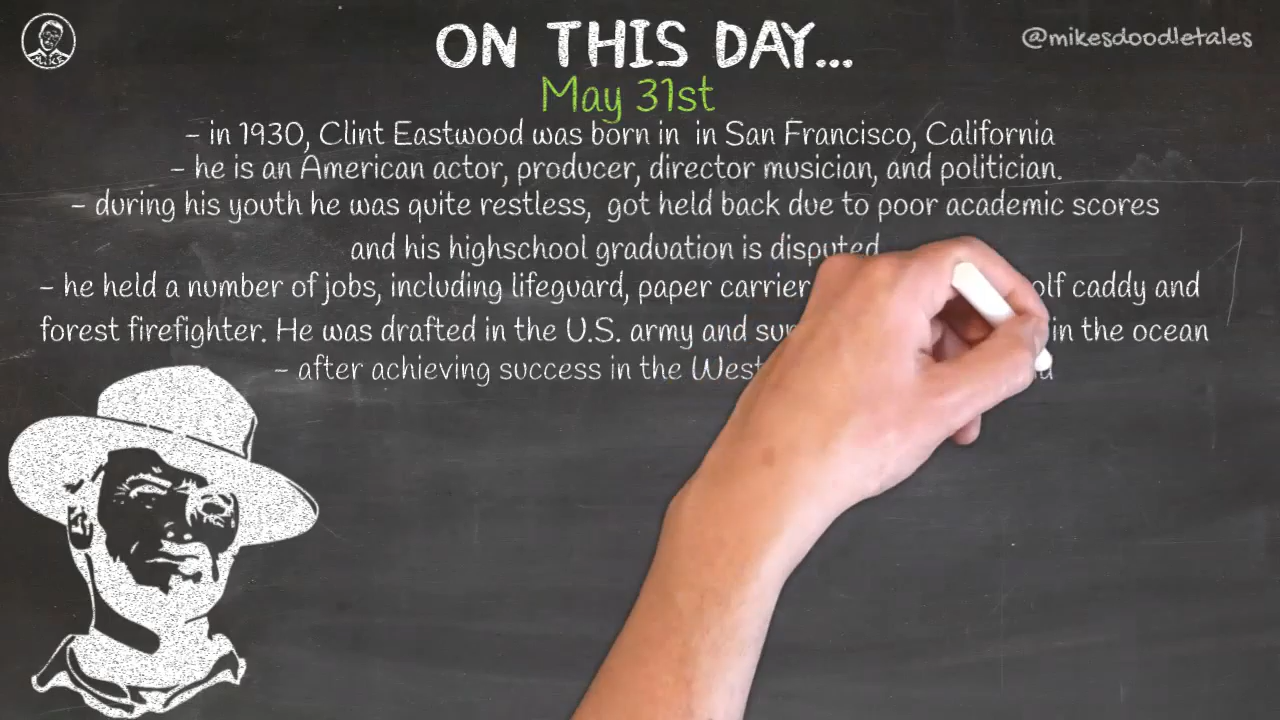 ON THIS DAY...
@mikesdoodletales
MIKE
May 31st
- in 1930, Clint Eastwood was born in in San Francisco, California
- he is an American actor, producer, director musician, and politician.
- during his youth he was quite restless, got held back due to poor academic scores
and his highschool graduation is disputed
- he held a number of jobs, including lifeguard, paper carrier caddy and
forest firefighter. He was drafted in the U.S. army and in the ocean
- after achieving success in the